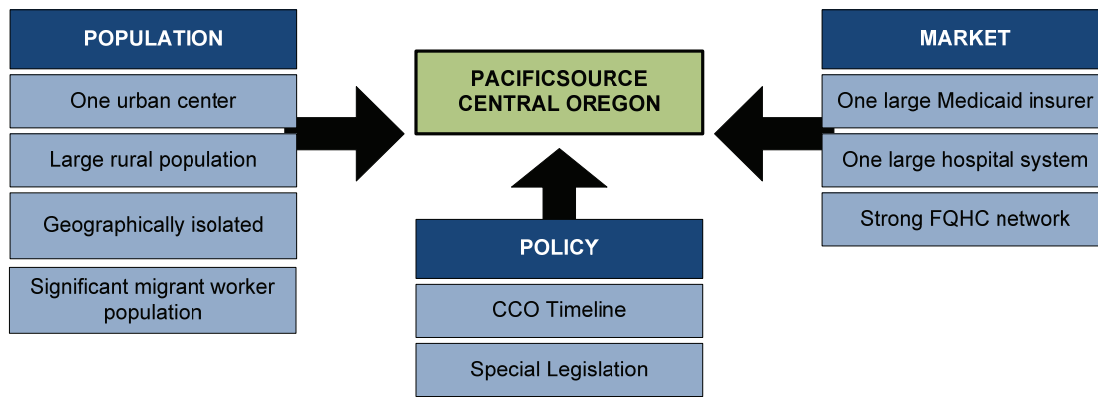 POPULATION
One urban center
Large rural population
Geographically isolated
Significant migrant worker
population
PACIFICSOURCE
CENTRAL OREGON
POLICY
CCO Timeline
Special Legislation
MARKET
One large Medicaid insurer
One large hospital system
Strong FQHC network